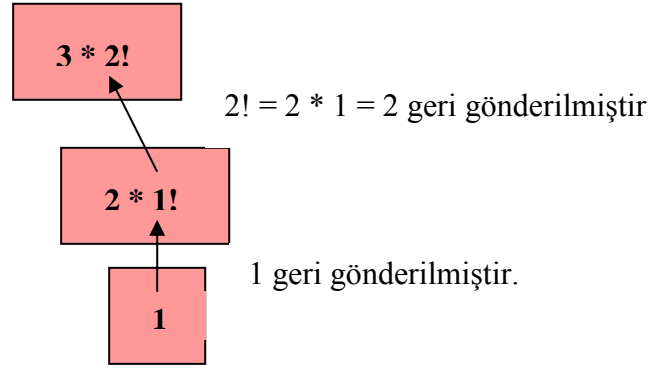 3 * 2!
2! = 2 * 1 = 2 geri gönderilmiştir
2 * 1!
1 geri gönderilmiştir.
1